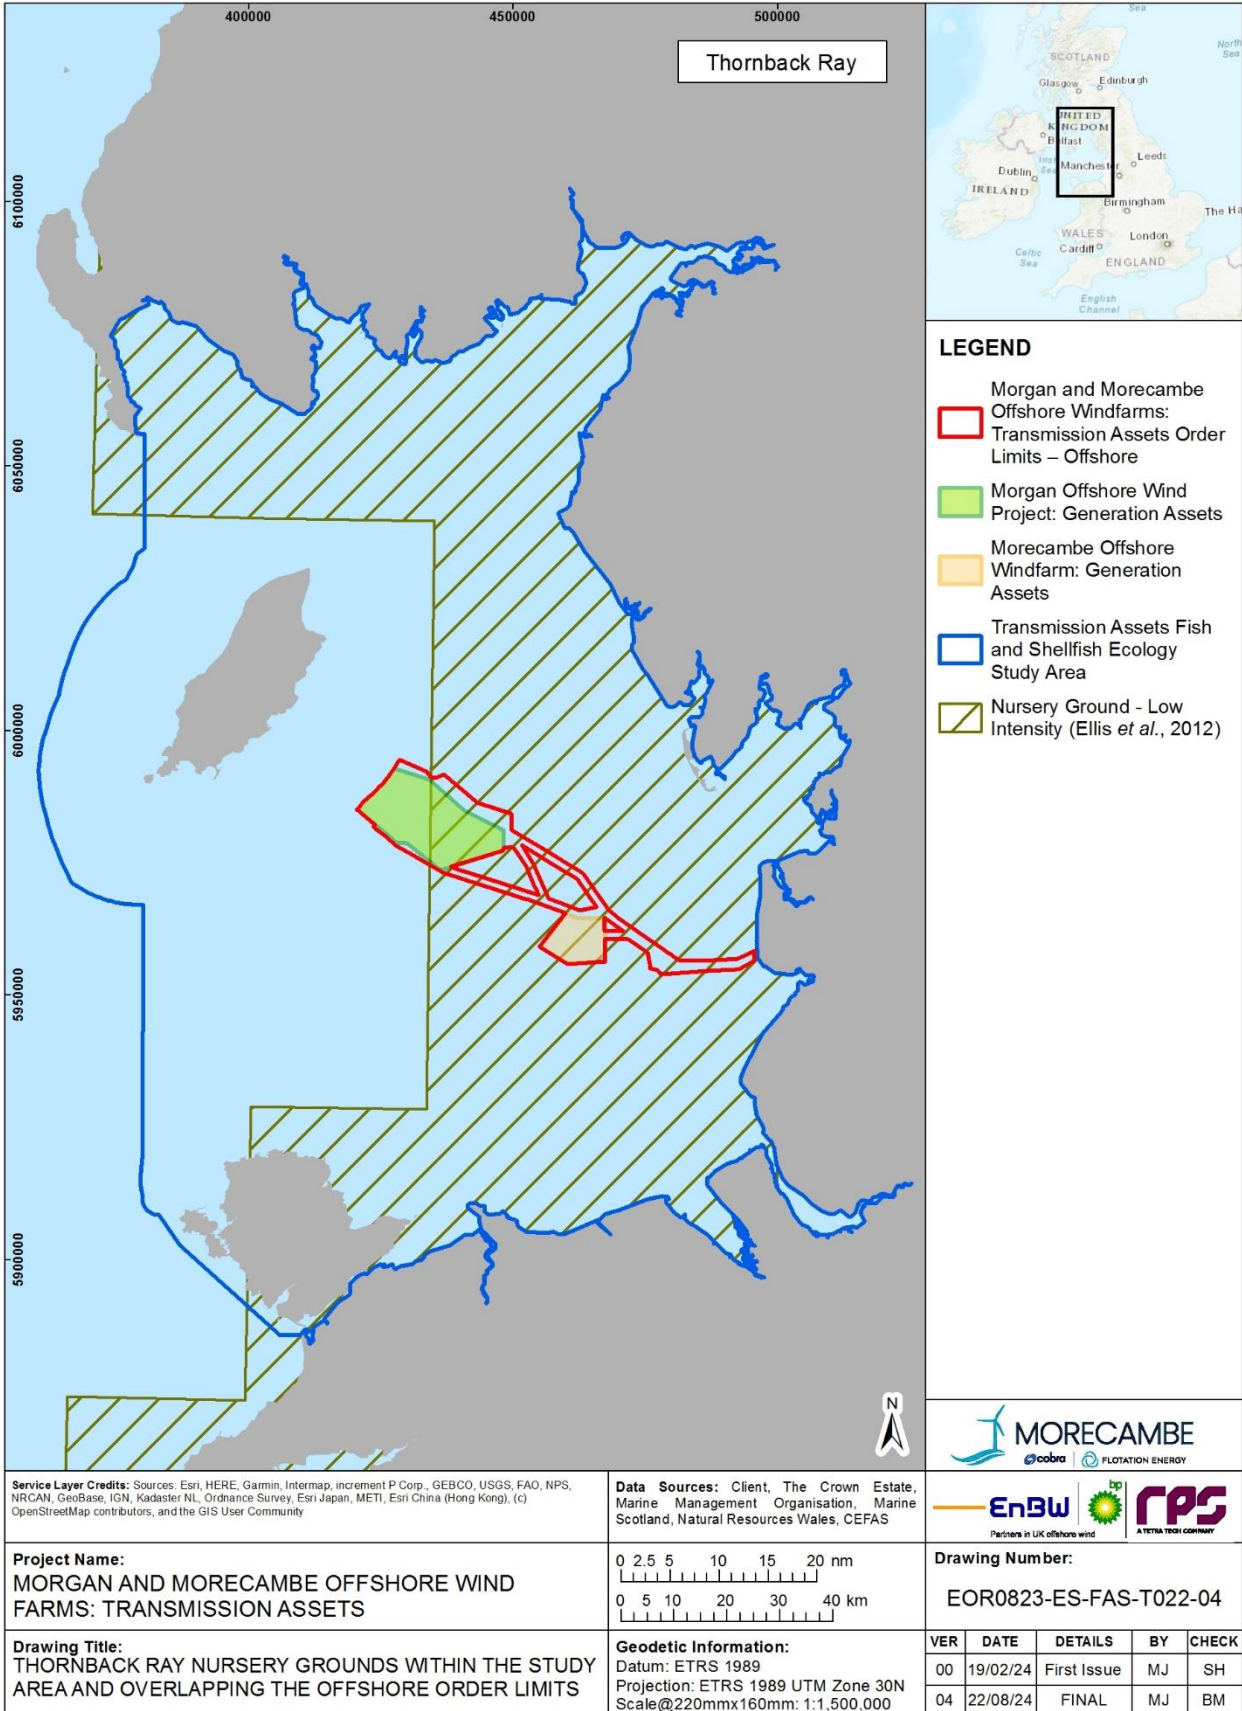 400000
450000
500000
Thornback Ray
6100000
6050000
6000000
5950000
5900000
N
Sea
North
Sea
SCOTLAND
Glasgow
Edinburgh
UNITED
KINGDOM
Belfast
Irish
Sea
Leeds
Manchester
Dublin
IRELAND
Birmingham
The Ha
WALES
London
Cardiff
Celtic
Sea
ENGLAND
English
Channel
LEGEND
Morgan and Morecambe
Offshore Windfarms:
Transmission Assets Order
Limits – Offshore
Morgan Offshore Wind
Project: Generation Assets
Morecambe Offshore
Windfarm: Generation
Assets
Transmission Assets Fish
and Shellfish Ecology
Study Area
Nursery Ground - Low
Intensity (Ellis et al., 2012)
MORECAMBE
cobra FLOTATION ENERGY
Service Layer Credits: Sources: Esri, HERE, Garmin, Intermap, increment P Corp., GEBCO, USGS, FAO, NPS,
NRCAN, GeoBase, IGN, Kadaster NL, Ordnance Survey, Esri Japan, METI, Esri China (Hong Kong), (c)
OpenStreetMap contributors, and the GIS User Community
Data Sources: Client, The Crown Estate,
Marine Management Organisation, Marine
Scotland, Natural Resources Wales, CEFAS
EnBW
bp
Partners in UK offshore wind
rps
A TETRA TECH COMPANY
Project Name:
MORGAN AND MORECAMBE OFFSHORE WIND
FARMS: TRANSMISSION ASSETS
0 2.5 5 10 15 20 nm
0 5 10 20 30 40 km
Drawing Number:
EOR0823-ES-FAS-T022-04
Drawing Title:
THORNBACK RAY NURSERY GROUNDS WITHIN THE STUDY
AREA AND OVERLAPPING THE OFFSHORE ORDER LIMITS
Geodetic Information:
Datum: ETRS 1989
Projection: ETRS 1989 UTM Zone 30N
Scale@220mmx160mm: 1:1,500,000
VER DATE DETAILS BY CHECK
00 19/02/24 First Issue MJ SH
04 22/08/24 FINAL MJ BM